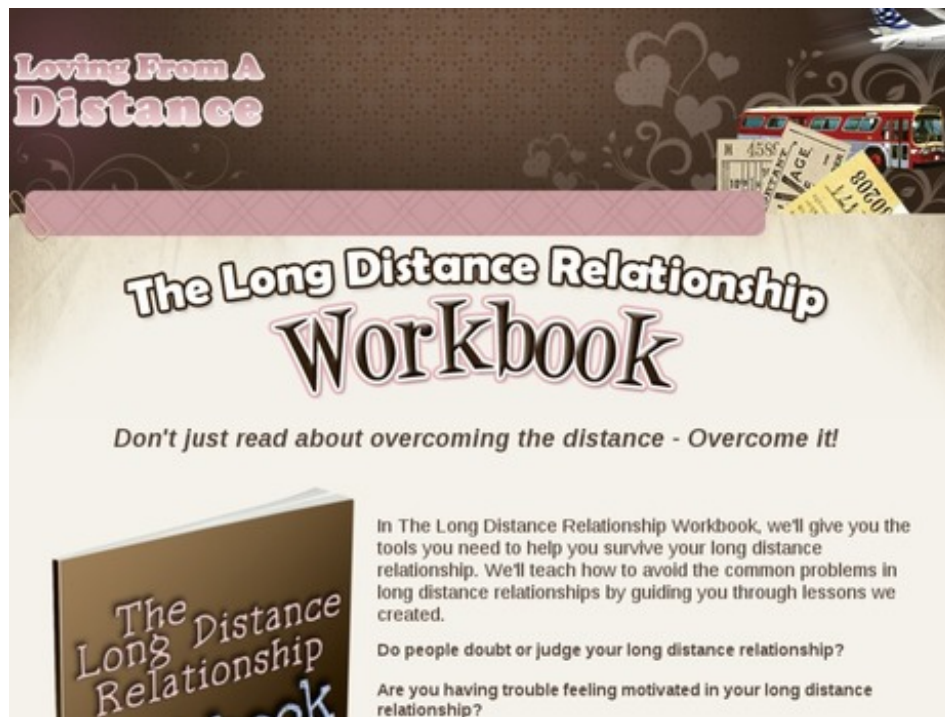 Loving From A
Distance
The Long Distance Relationship
Workbook
Don't just read about overcoming the distance - Overcome it!
In The Long Distance Relationship Workbook, we'll give you the
tools you need to help you survive your long distance
relationship. We'll teach how to avoid the common problems in
long distance relationships by guiding you through lessons we
created.
Do people doubt or judge your long distance relationship?
Are you having trouble feeling motivated in your long distance
relationship?
The
Long Distance
Relationship